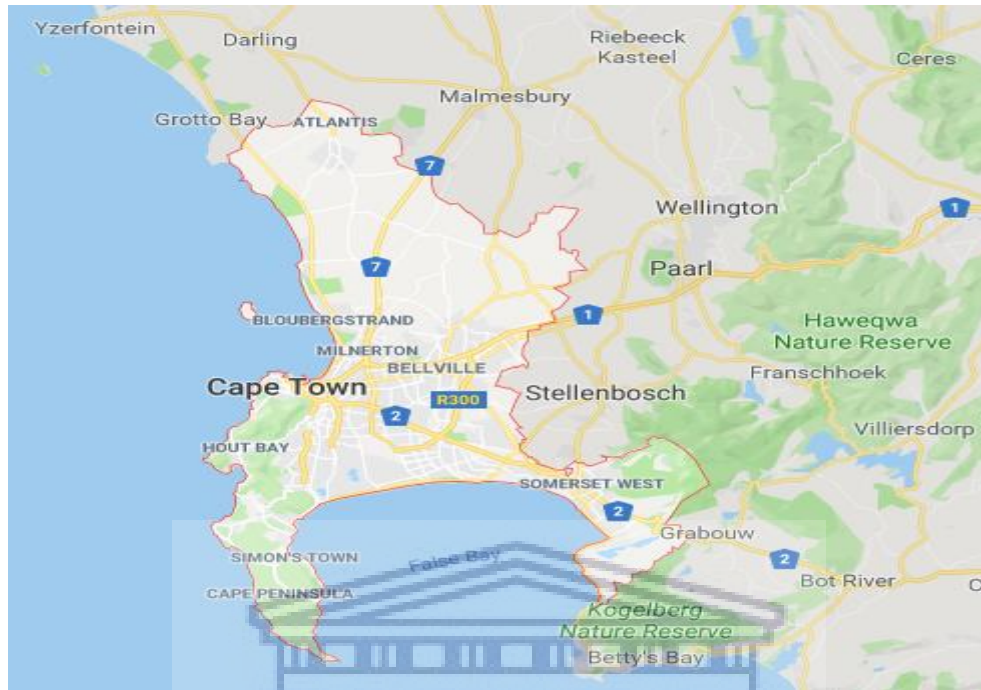 Yzerfontein
Darling
Riebeeck
Kasteel
Ceres
Malmesbury
Grotto Bay
ATLANTIS
7
Wellington
1
7
Paarl
1
BLOUBERGSTRAND
Haweqwa
Nature Reserve
MILNERTON
BELLVILLE
Franschhoek
Cape Town
R300
Stellenbosch
2
Villiersdorp
HOUT BAY
SOMERSET WEST
2
Grabouw
False Bay
SIMON'S TOWN
2
Bot River
CAPE PENINSULA
Kogelberg
Nature Reserve
Betty's Bay